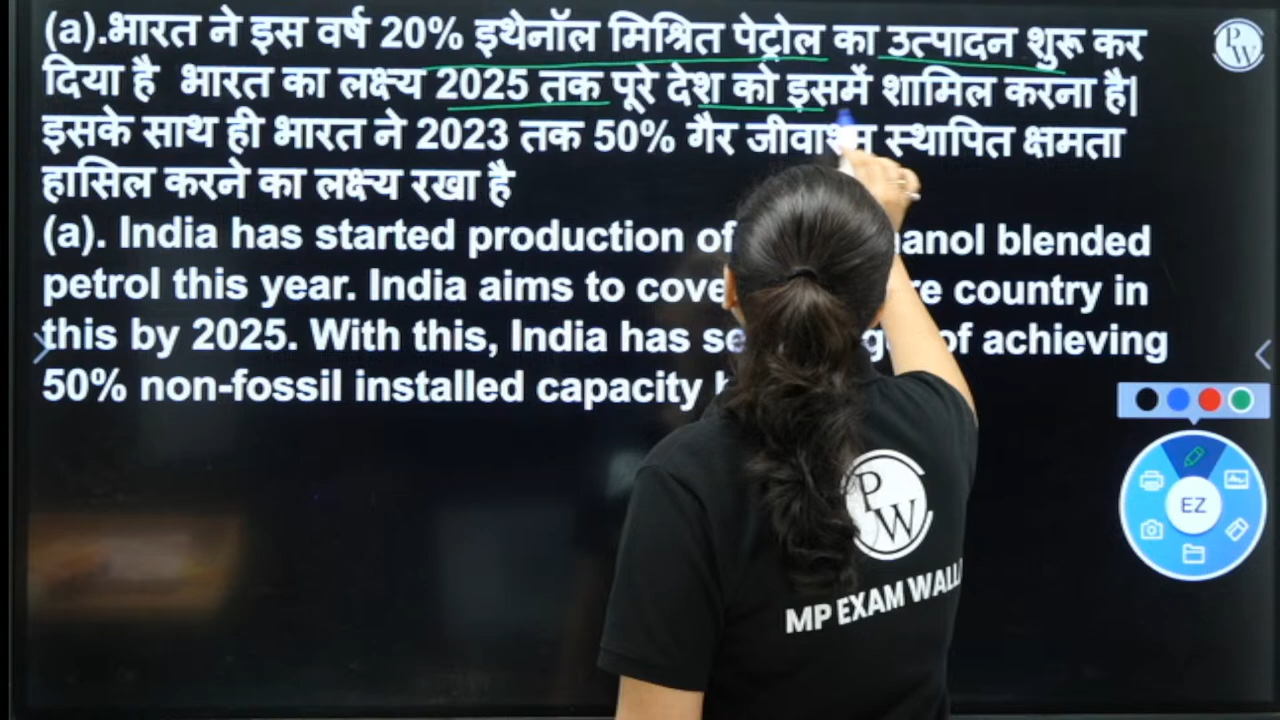 (a).भारत ने इस वर्ष 20% इथेनॉल मिश्रित पेट्रोल का उत्पादन शुरू कर
दिया है भारत का लक्ष्य 2025 तक पूरे देश को इसमें शामिल करना है|
इसके साथ ही भारत ने 2023 तक 50% गैर जीवाश्म स्थापित क्षमता
हासिल करने का लक्ष्य रखा है
(a). India has started production of anol blended
petrol this year. India aims to cove re country in
this by 2025. With this, India has se g of achieving
50% non-fossil installed capacity
PW
EZ
PW
MP EXAM WALL